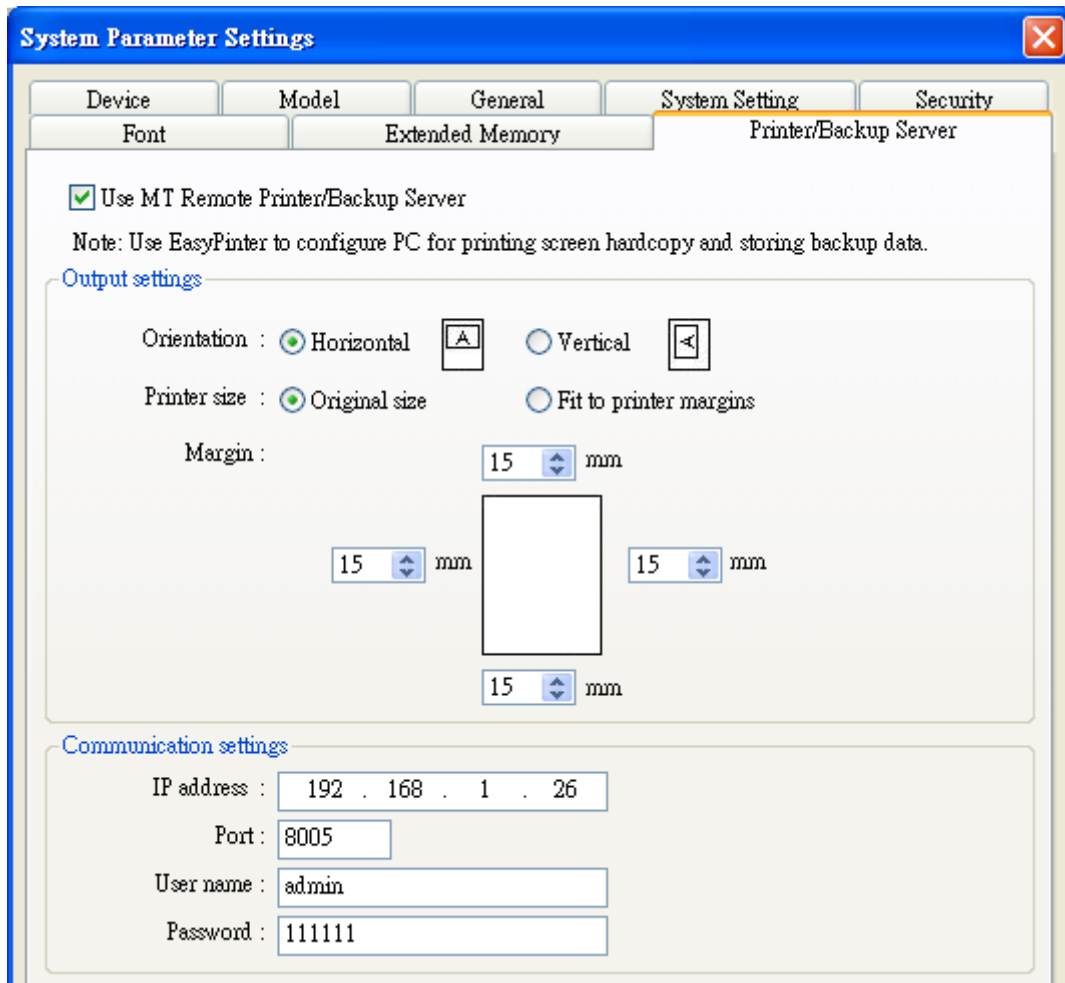 System Parameter Settings
Device Model General System Setting Security
Font Extended Memory Printer/Backup Server
Use MT Remote Printer/Backup Server
Note: Use EasyPinter to configure PC for printing screen hardcopy and storing backup data.
Output settings
Orientation : Horizontal A Vertical A
Printer size : Original size Fit to printer margins
Margin : 15 mm
15 mm 15 mm
15 mm
Communication settings
IP address : 192 . 168 . 1 . 26
Port : 8005
User name : admin
Password : 111111